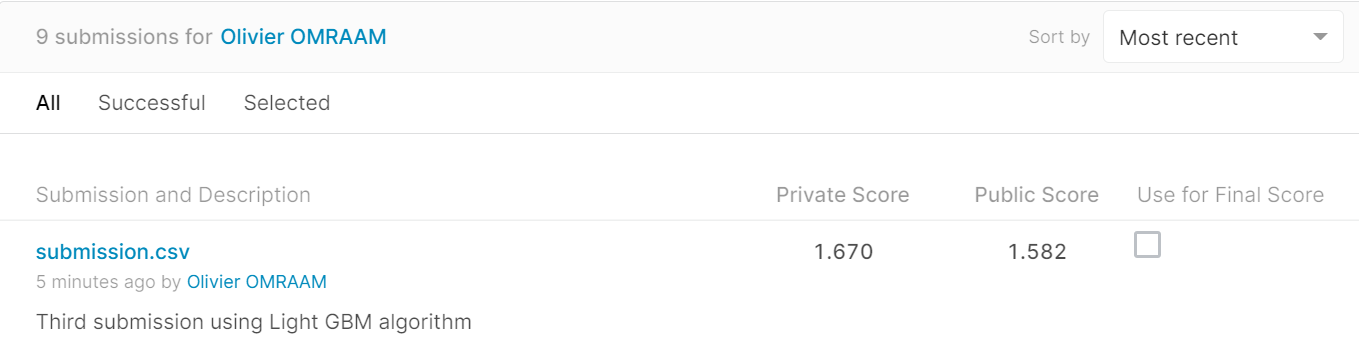 9 submissions for Olivier OMRAAM Sort by Most recent
All Successful Selected
Submission and Description Private Score Public Score Use for Final Score
submission.csv 1.670 1.582
5 minutes ago by Olivier OMRAAM
Third submission using Light GBM algorithm